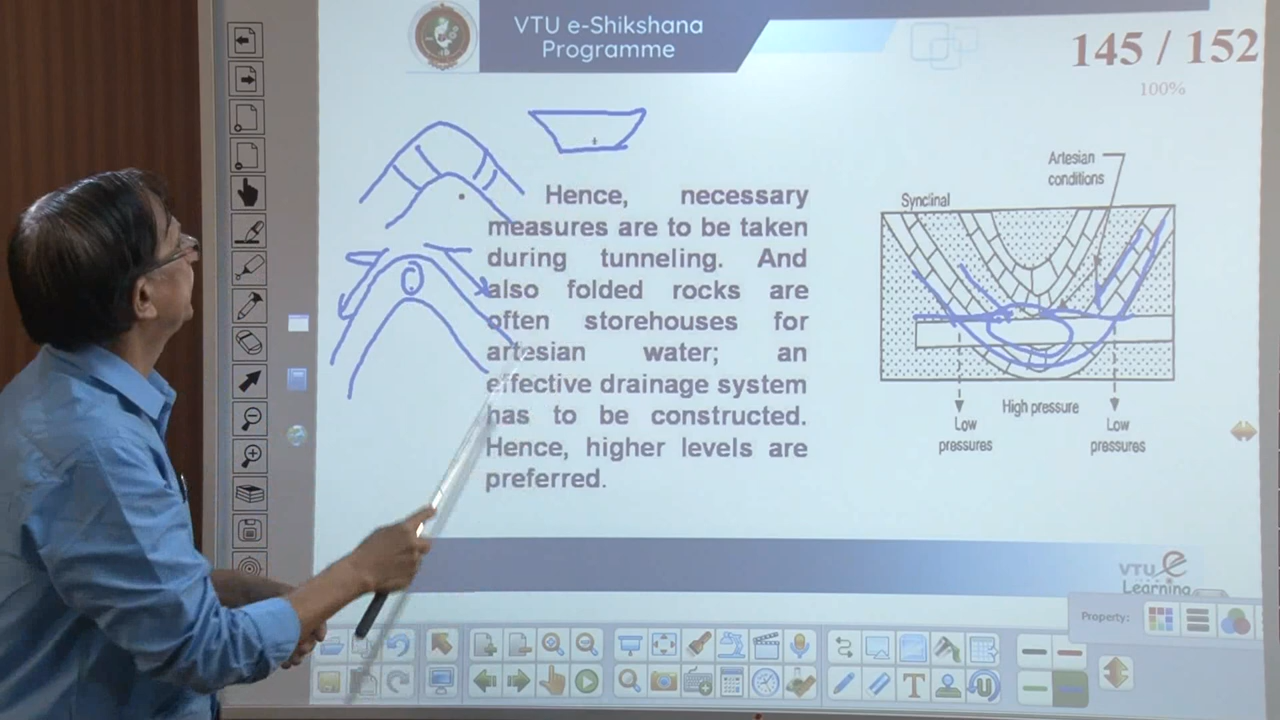 VTU e-Shikshana
Programme
145 / 152
100%
Hence, necessary
measures are to be taken
during tunneling. And
also folded rocks are
often storehouses for
artesian water; an
effective drainage system
has to be constructed.
Hence, higher levels are
preferred.
Artesian
conditions
Synclinal
High pressure
Low
pressures
Low
pressures
VTU e
Learning
Property: